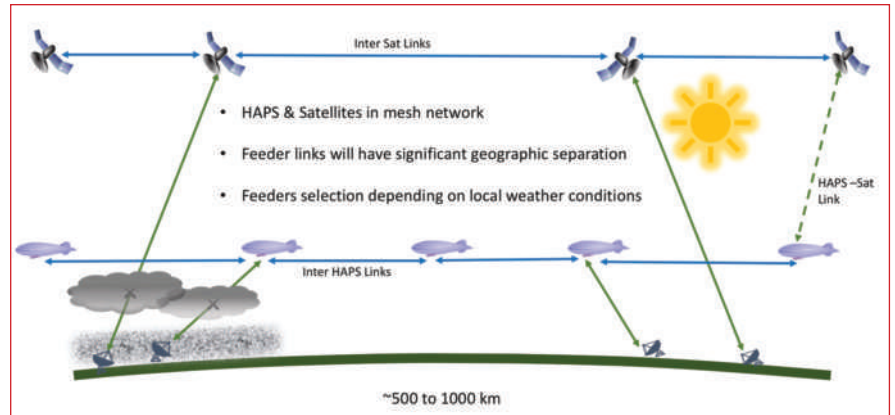 Inter Sat Links
• HAPS & Satellites in mesh network
• Feeder links will have significant geographic separation
• Feeders selection depending on local weather conditions
HAPS –Sat
Link
Inter HAPS Links
~500 to 1000 km